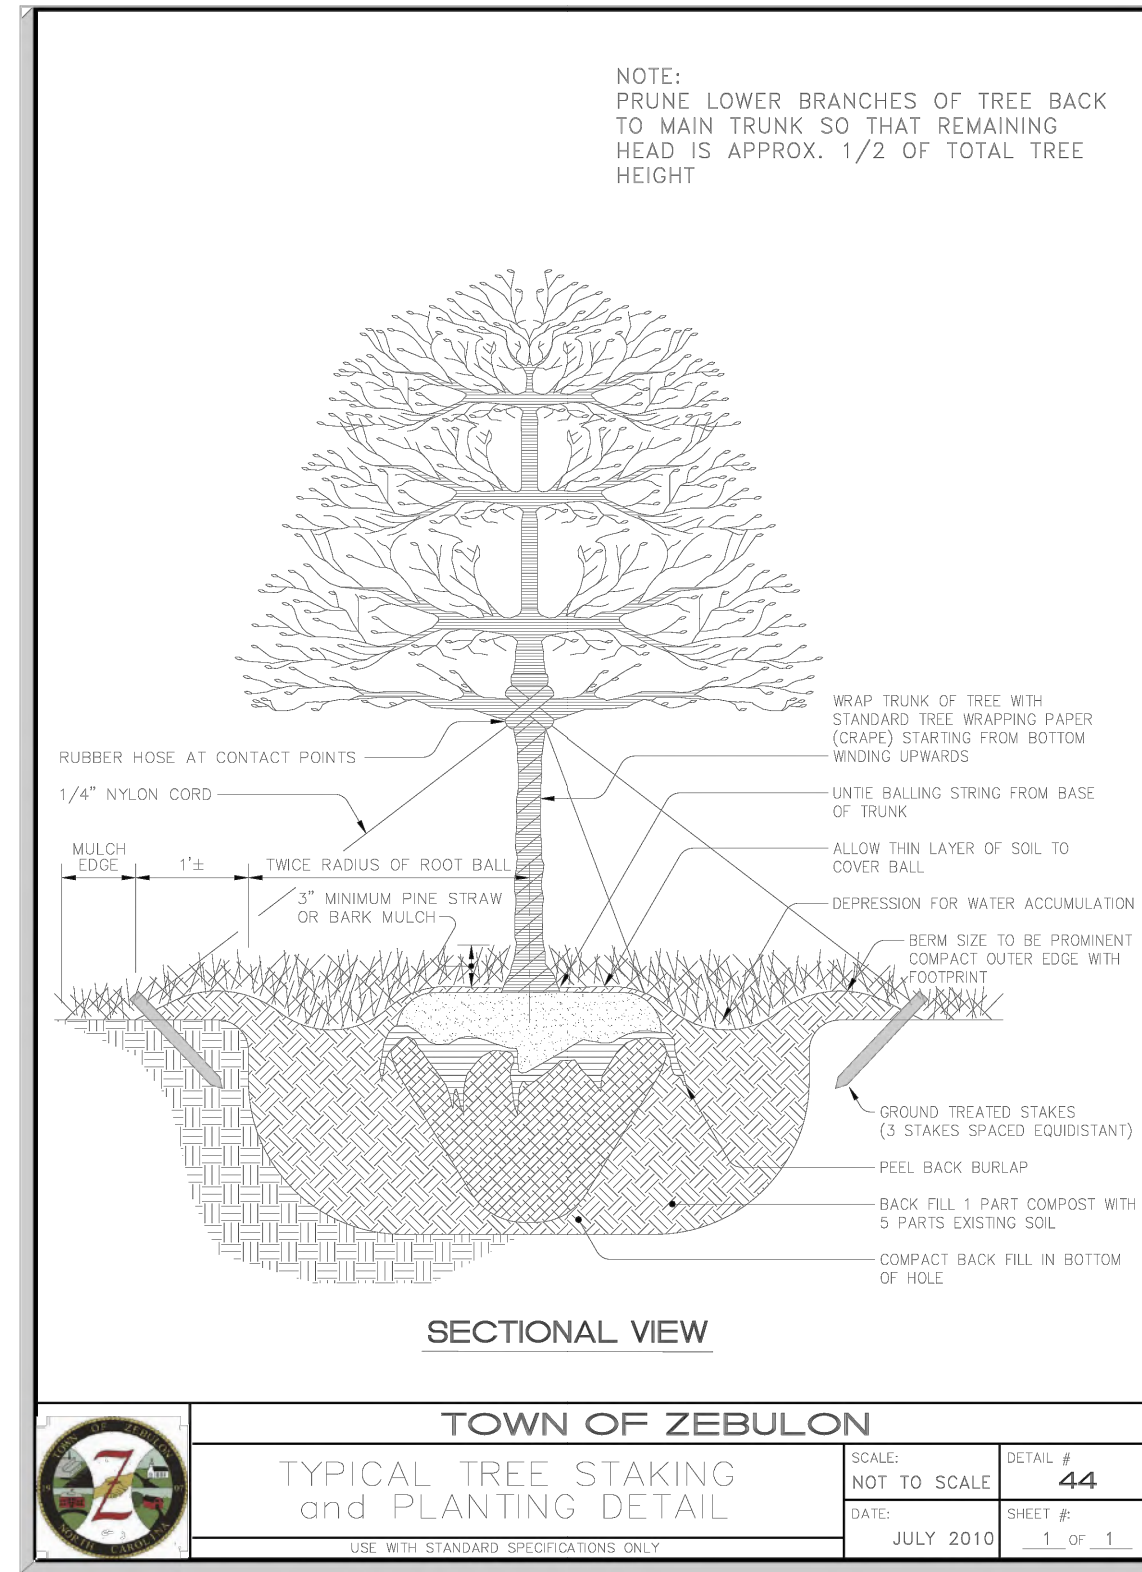 NOTE:
PRUNE LOWER BRANCHES OF TREE BACK
TO MAIN TRUNK SO THAT REMAINING
HEAD IS APPROX. 1/2 OF TOTAL TREE
HEIGHT
WRAP TRUNK OF TREE WITH
STANDARD TREE WRAPPING PAPER
(CRAPE) STARTING FROM BOTTOM
WINDING UPWARDS
RUBBER HOSE AT CONTACT POINTS
1/4" NYLON CORD
UNTIE BALLING STRING FROM BASE
OF TRUNK
MULCH
EDGE
1'±
TWICE RADIUS OF ROOT BALL
ALLOW THIN LAYER OF SOIL TO
COVER BALL
3" MINIMUM PINE STRAW
OR BARK MULCH
DEPRESSION FOR WATER ACCUMULATION
BERM SIZE TO BE PROMINENT
COMPACT OUTER EDGE WITH
FOOTPRINT
GROUND TREATED STAKES
(3 STAKES SPACED EQUIDISTANT)
PEEL BACK BURLAP
BACK FILL 1 PART COMPOST WITH
5 PARTS EXISTING SOIL
COMPACT BACK FILL IN BOTTOM
OF HOLE
SECTIONAL VIEW
TOWN OF ZEBULON
NORTH CAROLINA
19 07
Z
TOWN OF ZEBULON
TYPICAL TREE STAKING
and PLANTING DETAIL
USE WITH STANDARD SPECIFICATIONS ONLY
SCALE:
NOT TO SCALE
DETAIL #
44
DATE:
JULY 2010
SHEET #:
1 OF 1